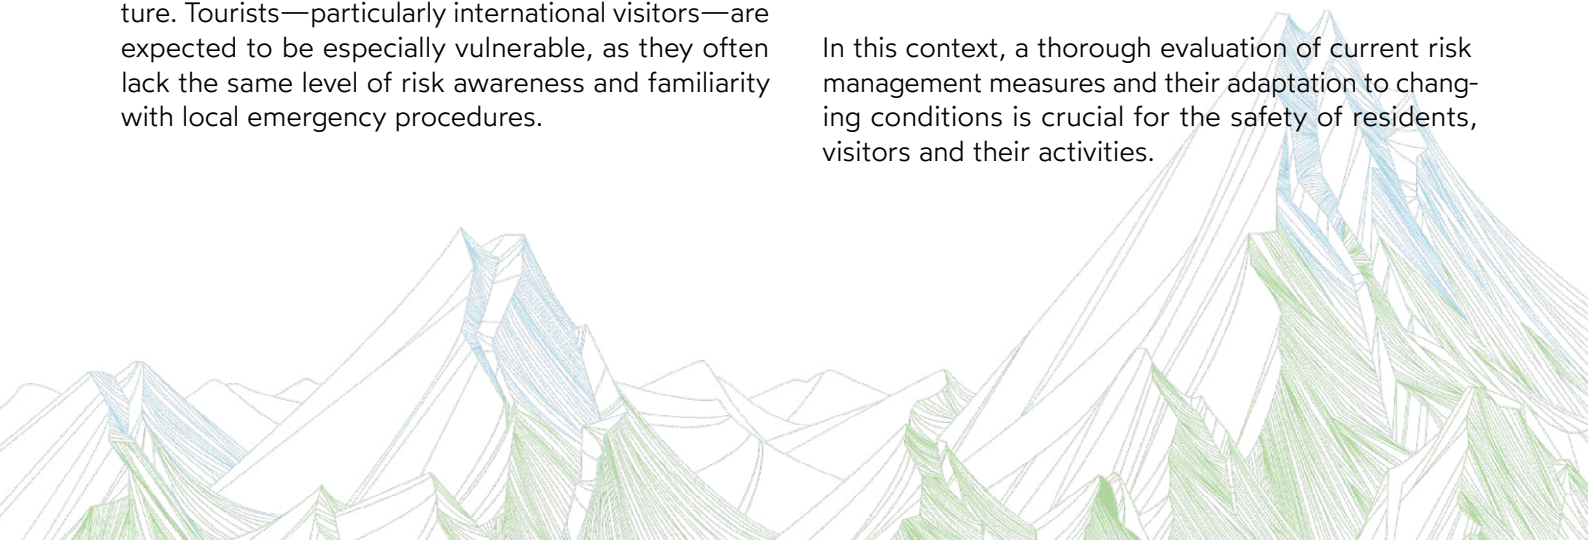 ture. Tourists—particularly international visitors—are
expected to be especially vulnerable, as they often
lack the same level of risk awareness and familiarity
with local emergency procedures.
In this context, a thorough evaluation of current risk
management measures and their adaptation to chang-
ing conditions is crucial for the safety of residents,
visitors and their activities.